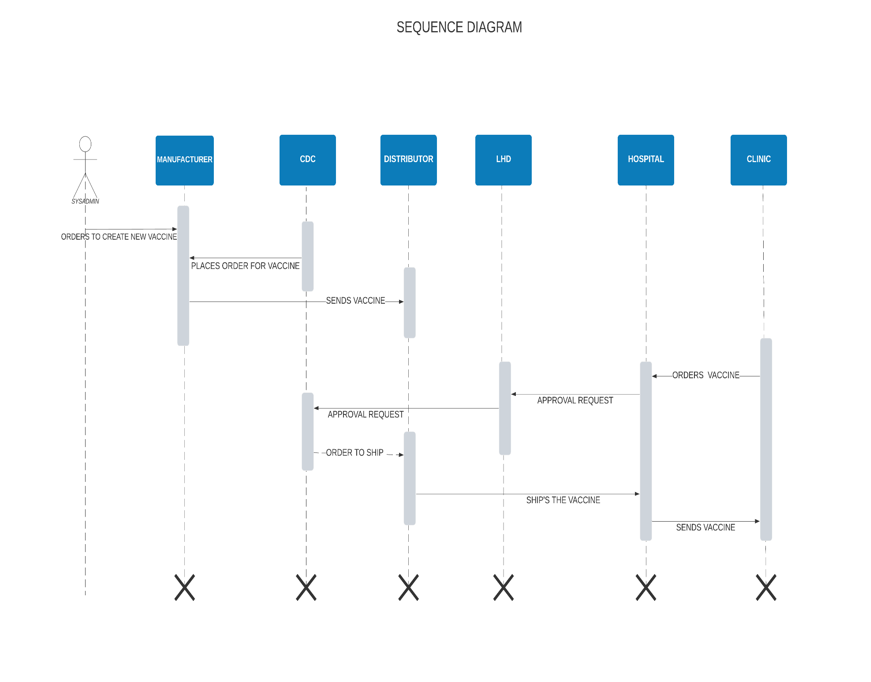 SEQUENCE DIAGRAM
MANUFACTURER
CDC
DISTRIBUTOR
LHD
HOSPITAL
CLINIC
SYSADMIN
ORDERS TO CREATE NEW VACCINE
PLACES ORDER FOR VACCINE
SENDS VACCINE
ORDERS VACCINE
APPROVAL REQUEST
APPROVAL REQUEST
ORDER TO SHIP
SHIP'S THE VACCINE
SENDS VACCINE